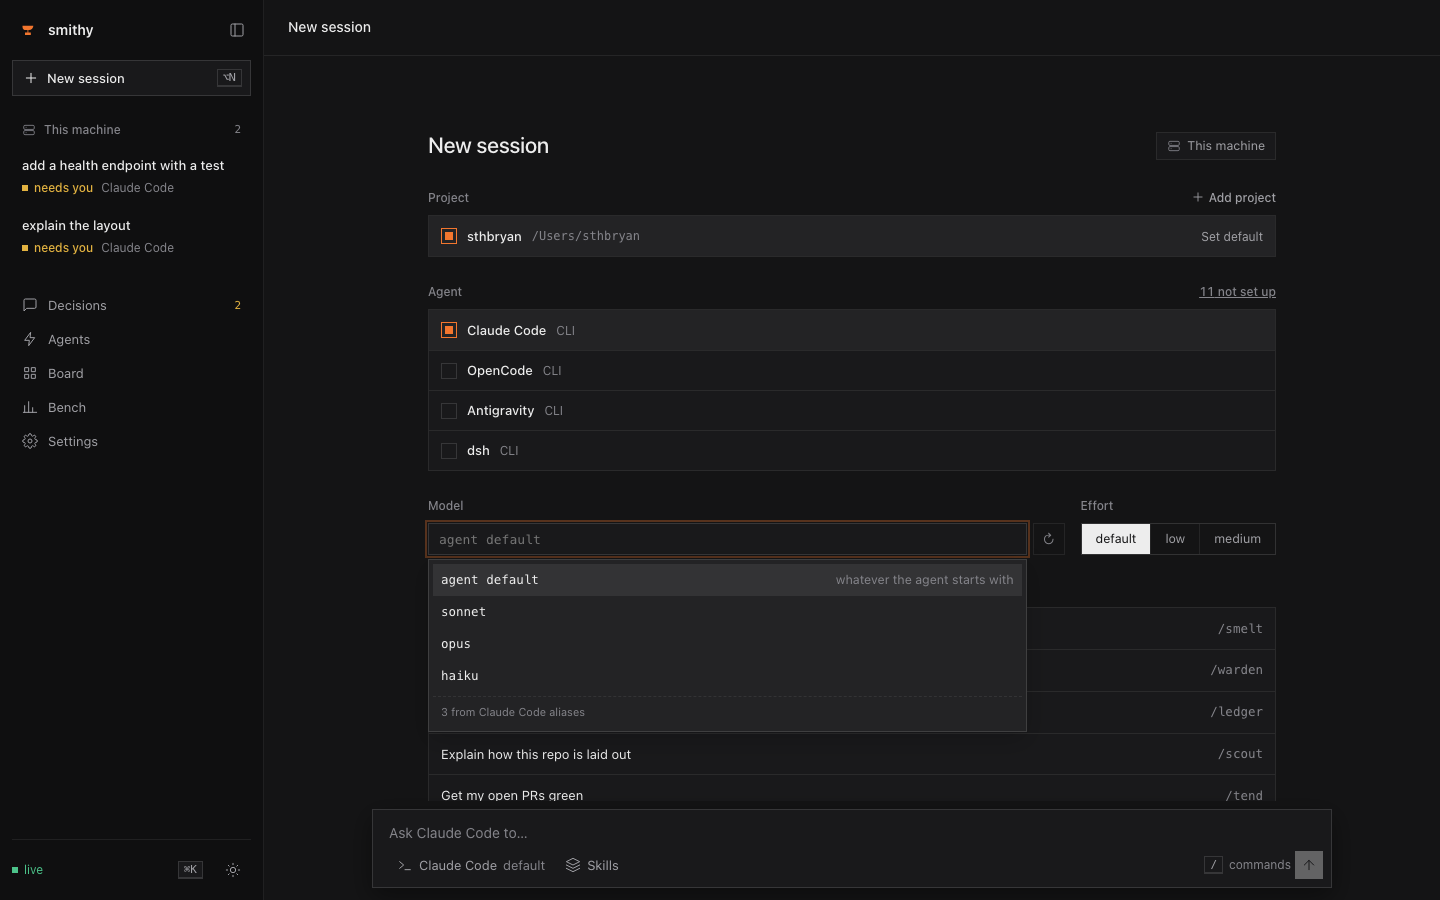 smithy
New session
New session ⌥N
This machine 2
add a health endpoint with a test
needs you Claude Code
explain the layout
needs you Claude Code
Decisions 2
Agents
Board
Bench
Settings
live ⌘K
New session
This machine
Project + Add project
sthbryan /Users/sthbryan Set default
Agent 11 not set up
Claude Code CLI
OpenCode CLI
Antigravity CLI
dsh CLI
Model Effort
agent default default low medium
agent default whatever the agent starts with
sonnet
opus
haiku
3 from Claude Code aliases
/smelt
/warden
/ledger
Explain how this repo is laid out /scout
Get my open PRs green /tend
Ask Claude Code to...
Claude Code default Skills / commands